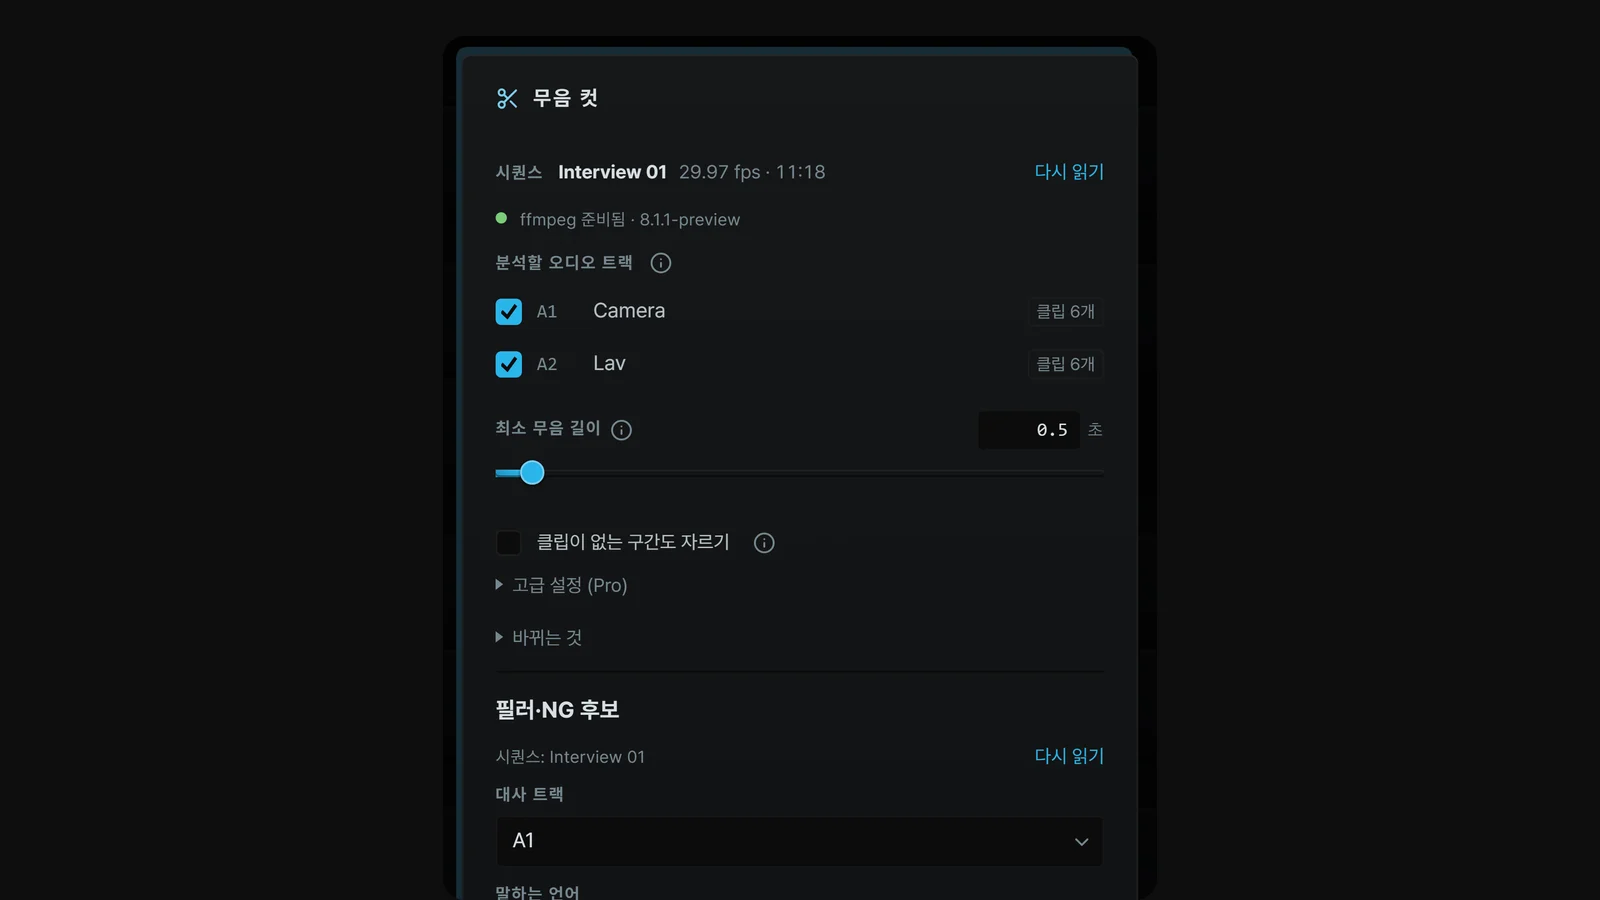 무음 컷
시퀀스 Interview 01 29.97 fps · 11:18 다시 읽기
ffmpeg 준비됨 · 8.1.1-preview
분석할 오디오 트랙
A1 Camera 클립 6개
A2 Lav 클립 6개
최소 무음 길이 0.5 초
클립이 없는 구간도 자르기
고급 설정 (Pro)
바뀌는 것
필러·NG 후보
시퀀스: Interview 01 다시 읽기
대사 트랙
A1
말하는 언어